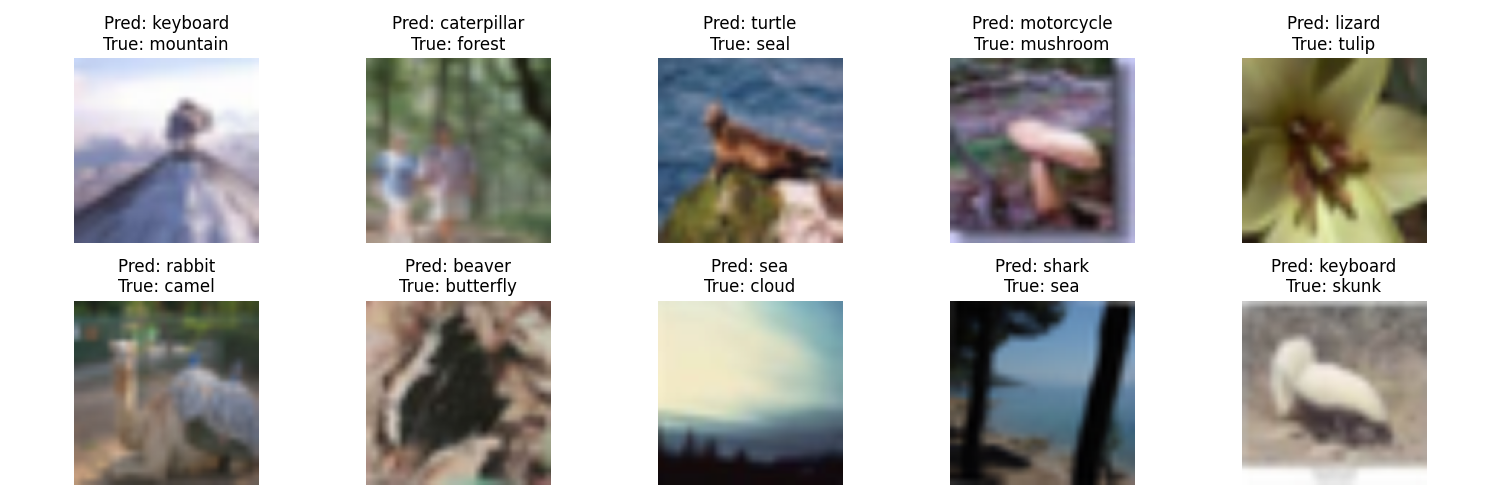 Pred: keyboard
True: mountain
Pred: caterpillar
True: forest
Pred: turtle
True: seal
Pred: motorcycle
True: mushroom
Pred: lizard
True: tulip
Pred: rabbit
True: camel
Pred: beaver
True: butterfly
Pred: sea
True: cloud
Pred: shark
True: sea
Pred: keyboard
True: skunk